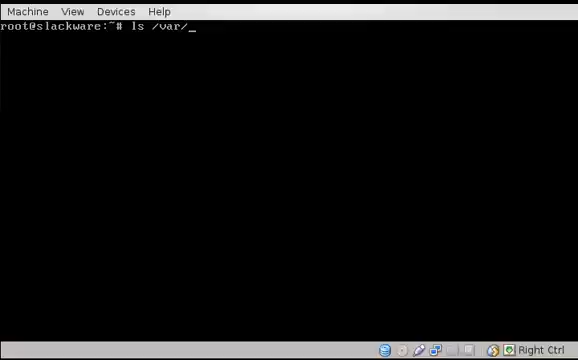 Machine View Devices Help
root@slackware:~# ls /var/_
Right Ctrl